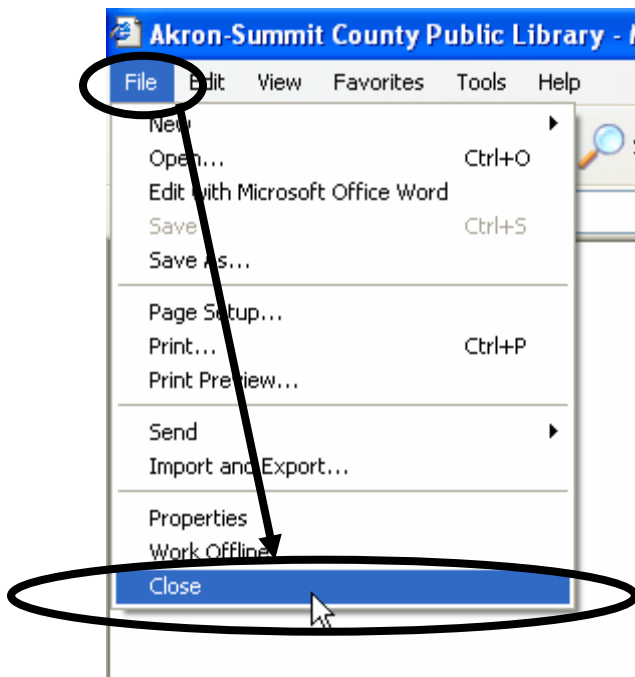 Akron-Summit County Public Library -
File Edit View Favorites Tools Help
New
Open... Ctrl+O
Edit with Microsoft Office Word
Save Ctrl+S
Save As...
Page Setup...
Print... Ctrl+P
Print Preview...
Send
Import and Export...
Properties
Work Offline
Close